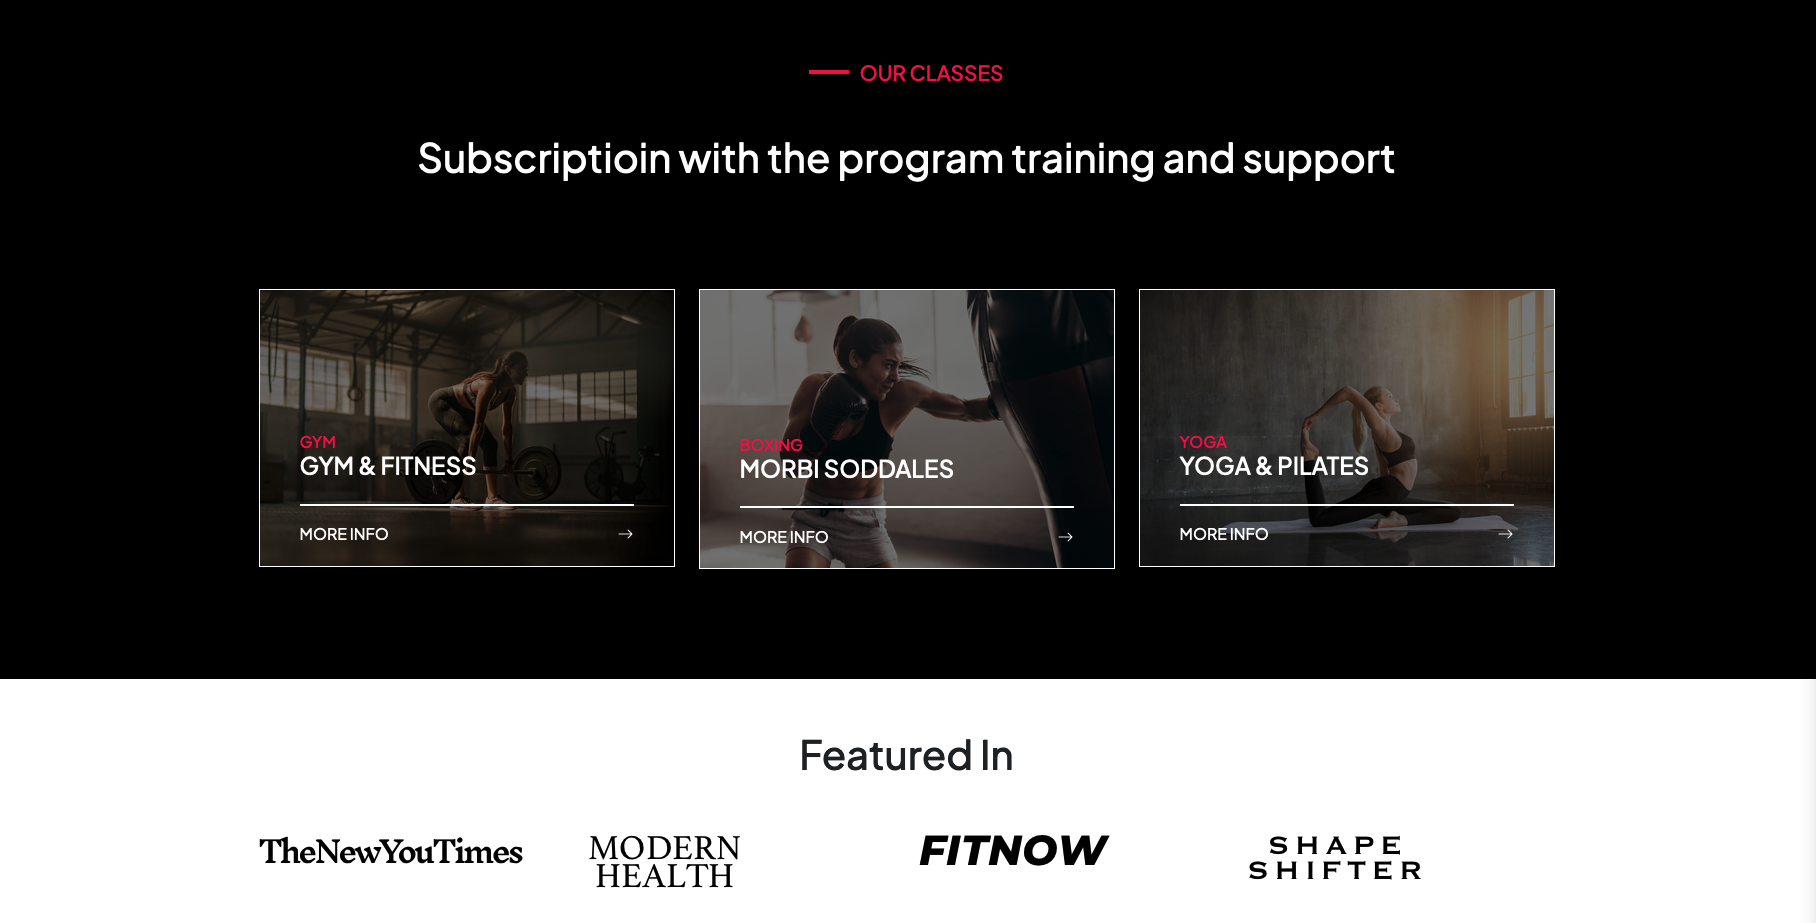 OUR CLASSES
Subscriptioin with the program training and support
GYM
GYM & FITNESS
MORE INFO
BOXING
MORBI SODDALES
MORE INFO
YOGA
YOGA & PILATES
MORE INFO
Featured In
TheNewYouTimes
MODERN
HEALTH
FITNOW
SHAPE
SHIFTER